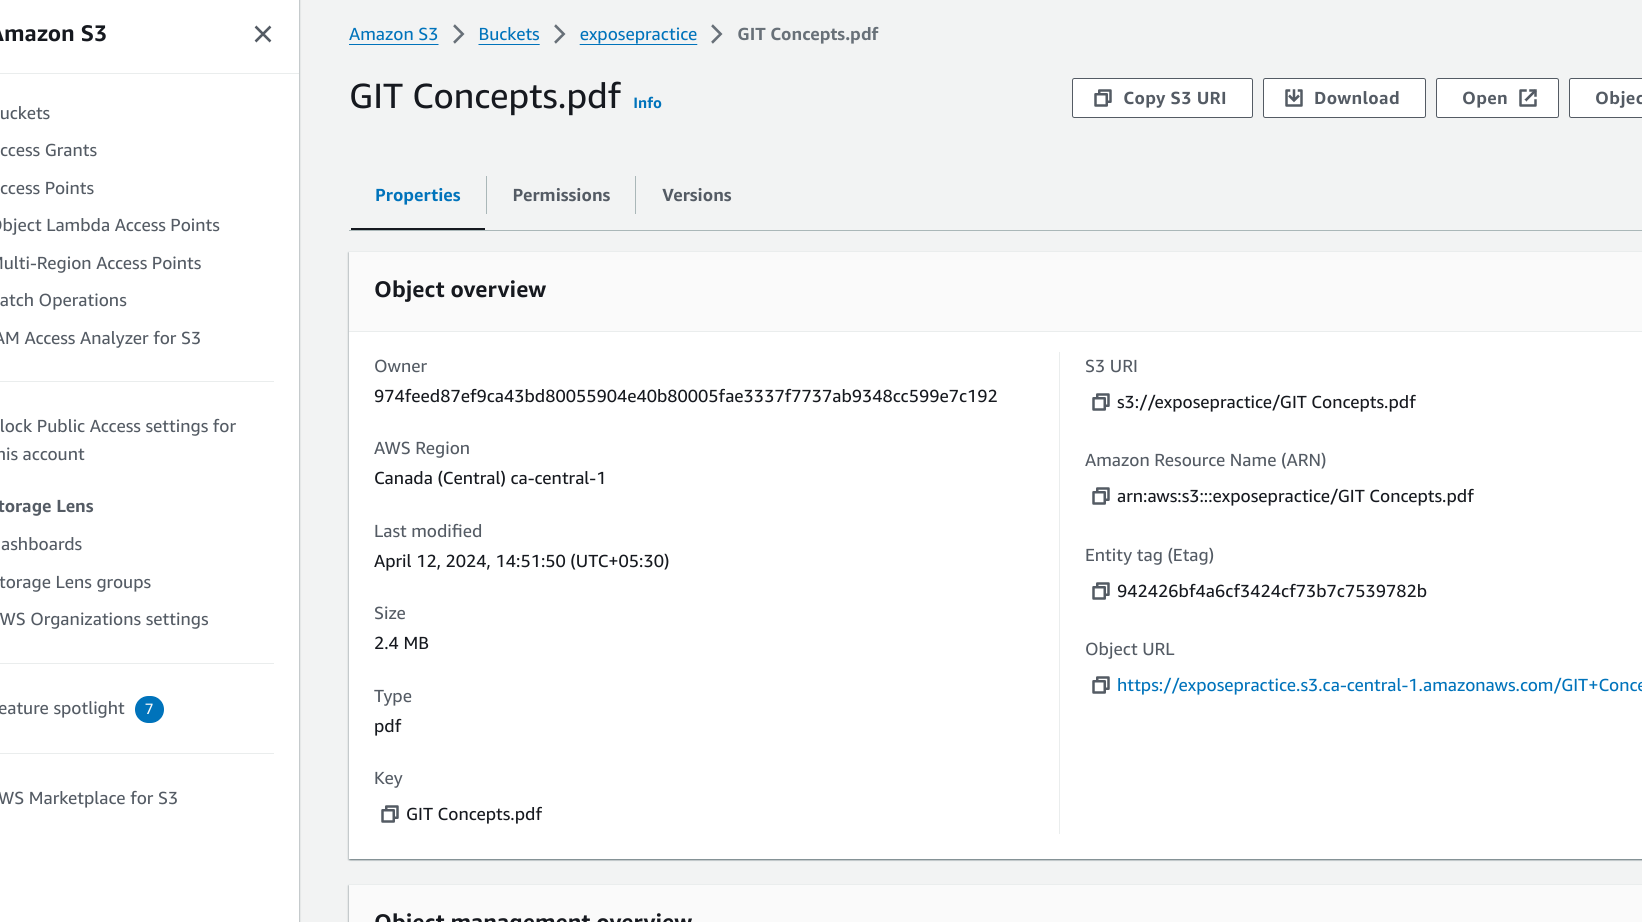 Amazon S3
uckets
ccess Grants
ccess Points
bject Lambda Access Points
ulti-Region Access Points
atch Operations
AM Access Analyzer for S3
lock Public Access settings for
his account
torage Lens
ashboards
torage Lens groups
WS Organizations settings
eature spotlight 7
WS Marketplace for S3
Amazon S3 > Buckets > exposepractice > GIT Concepts.pdf
GIT Concepts.pdf Info
Copy S3 URI Download Open Objec
Properties Permissions Versions
Object overview
Owner
974feed87ef9ca43bd80055904e40b80005fae3337f7737ab9348cc599e7c192
AWS Region
Canada (Central) ca-central-1
Last modified
April 12, 2024, 14:51:50 (UTC+05:30)
Size
2.4 MB
Type
pdf
Key
GIT Concepts.pdf
S3 URI
s3://exposepractice/GIT Concepts.pdf
Amazon Resource Name (ARN)
arn:aws:s3:::exposepractice/GIT Concepts.pdf
Entity tag (Etag)
942426bf4a6cf3424cf73b7c7539782b
Object URL
https://exposepractice.s3.ca-central-1.amazonaws.com/GIT+Conce
Object management overview